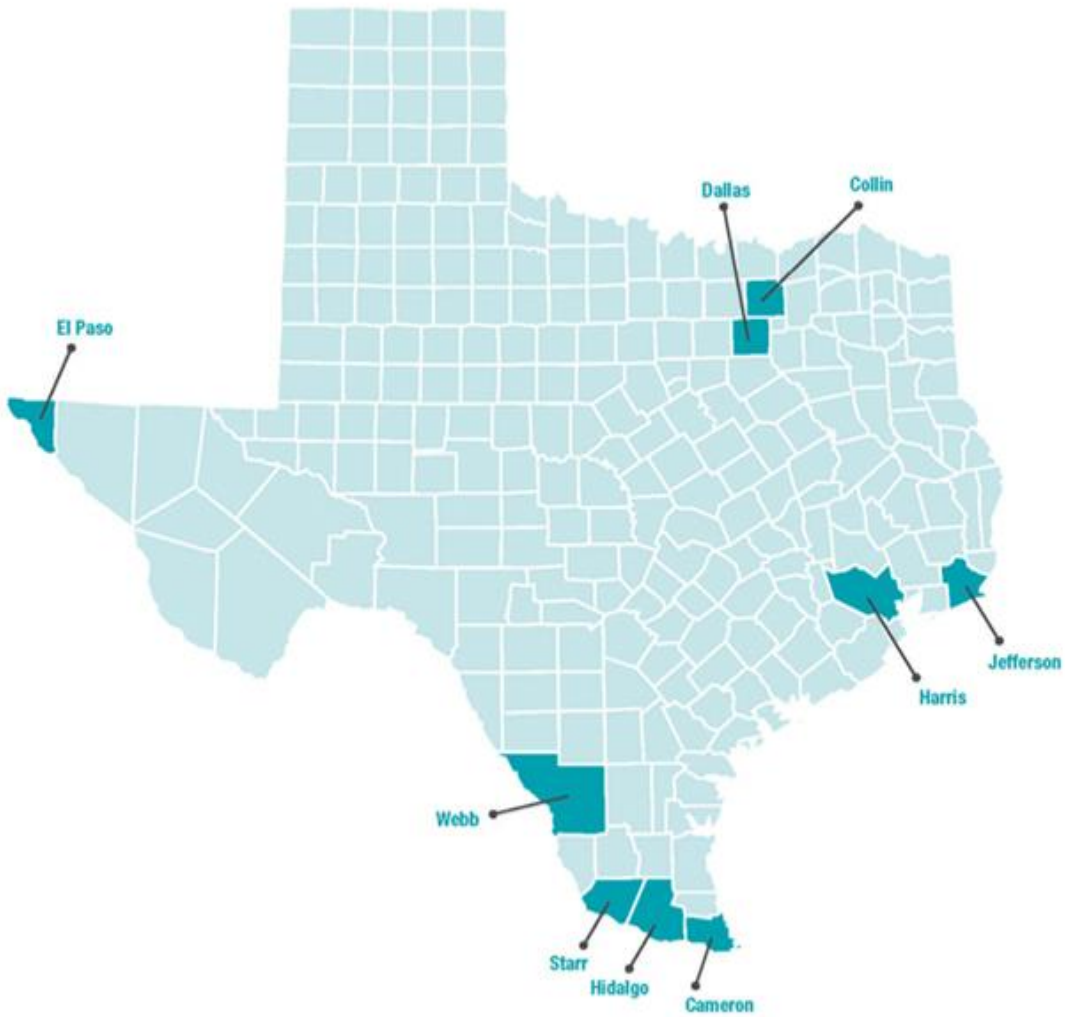 Dallas
Collin
El Paso
Jefferson
Harris
Webb
Starr
Hidalgo
Cameron